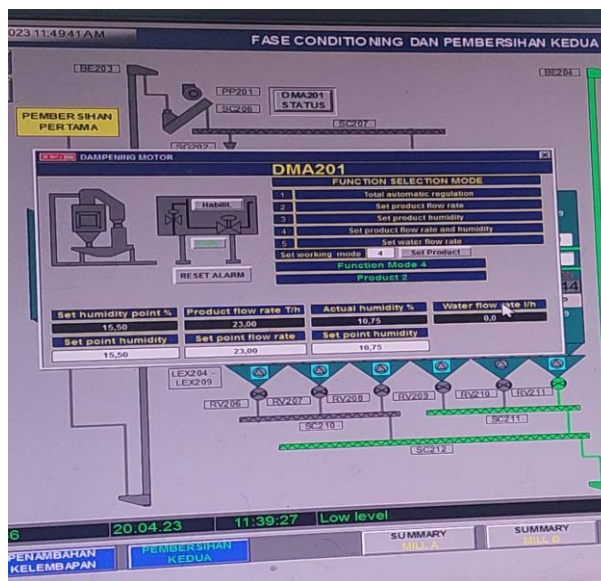 023 11:49:41 AM
FASE CONDITIONING DAN PEMBERSIHAN KEDUA
BE203
BE204
PP201
DMA201
STATUS
SC206
PEMBERSIHAN
PERTAMA
SC207
SC202
DAMPENING MOTOR
DMA201
FUNCTION SELECTION MODE
1 Total automatic regulation
2 Set product flow rate
3 Set product humidity
4 Set product flow rate and humidity
5 Set water flow rate
Habilit.
Set working mode 4 Set Product
Function Mode 4
Product 2
RESET ALARM
Set humidity point % Product flow rate T/h Actual humidity % Water flow rate l/h
15,50 23,00 10,75 0,0
Set point humidity Set point flow rate Set point humidity
15,50 23,00 10,75
LEX204 -
LEX209
RV206 RV207 RV208 RV209 RV210 RV211
SC210 SC211
SC212
6 20.04.23 11:39:27 Low level
PENAMBAHAN
KELEMBAPAN
PEMBERSIHAN
KEDUA
SUMMARY
MILL A
SUMMARY
MILL B